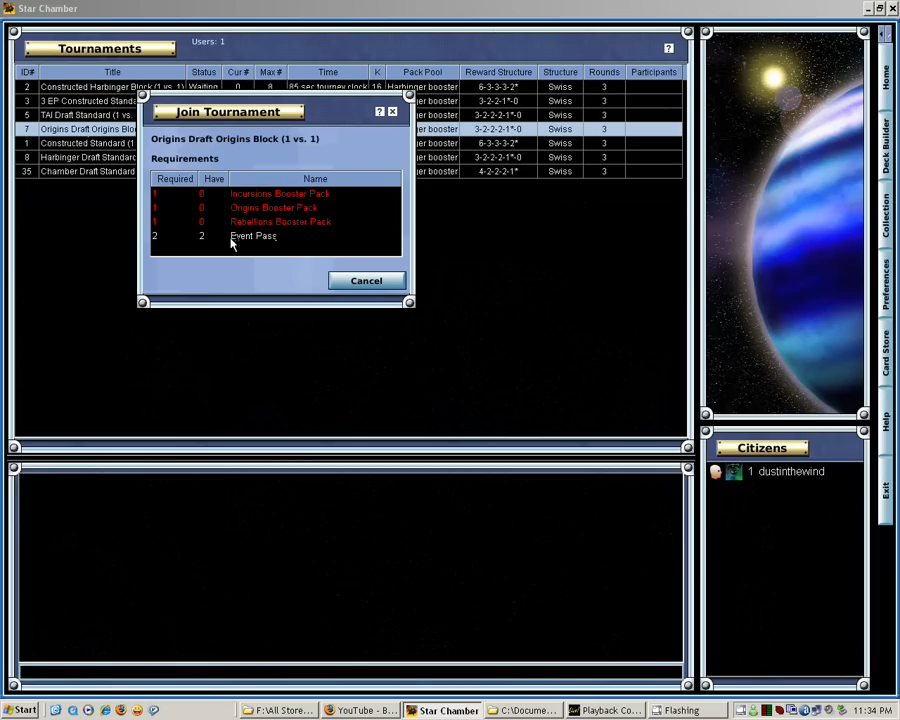 Star Chamber
Tournaments
Users: 1
?
ID# Title Status Cur # Max # Time K Pack Pool Reward Structure Structure Rounds Participants
2 Constructed Harbinger Block (1 vs. 1) Waiting 0 8 85 sec tourney clock 16 Harbinger booster 6-3-3-3-2* Swiss 3
3 3 EP Constructed Standa ger booster 3-2-2-1*-0 Swiss 3
5 TAI Draft Standard (1 vs. ger booster 3-2-2-2-1*-0 Swiss 3
7 Origins Draft Origins Bloc ger booster 3-2-2-2-1*-0 Swiss 3
1 Constructed Standard (1 ger booster 6-3-3-3-2* Swiss 3
8 Harbinger Draft Standard ger booster 3-2-2-2-1*-0 Swiss 3
35 Chamber Draft Standard ger booster 4-2-2-2-1* Swiss 3
Join Tournament
?
Origins Draft Origins Block (1 vs. 1)
Requirements
Required Have Name
1 0 Incursions Booster Pack
1 0 Origins Booster Pack
1 0 Rebellions Booster Pack
2 2 Event Pass
Cancel
Citizens
1 dustinthewind
Home
Deck Builder
Collection
Preferences
Card Store
Help
Exit
Start
F:\All Store...
YouTube - B...
Star Chamber
C:\Docume...
Playback Co...
Flashing
11:34 PM